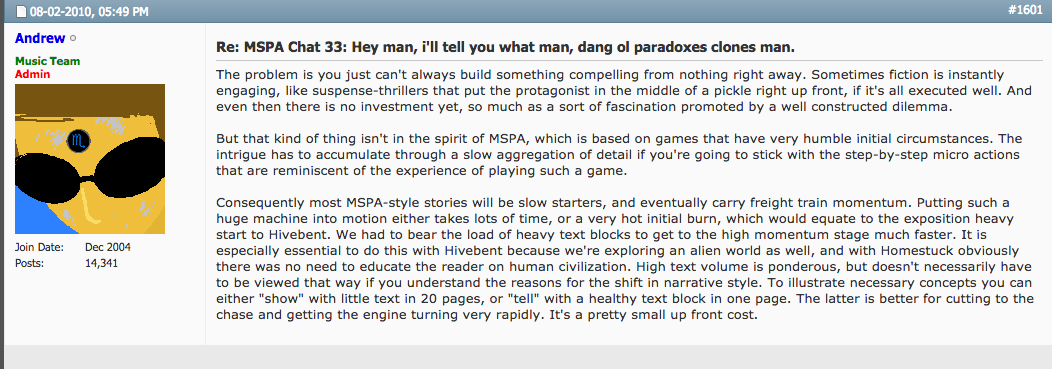 08-02-2010, 05:49 PM
#1601
Andrew
Music Team
Admin
♏
Join Date: Dec 2004
Posts: 14,341
Re: MSPA Chat 33: Hey man, i'll tell you what man, dang ol paradoxes clones man.
The problem is you just can't always build something compelling from nothing right away. Sometimes fiction is instantly
engaging, like suspense-thrillers that put the protagonist in the middle of a pickle right up front, if it's all executed well. And
even then there is no investment yet, so much as a sort of fascination promoted by a well constructed dilemma.
But that kind of thing isn't in the spirit of MSPA, which is based on games that have very humble initial circumstances. The
intrigue has to accumulate through a slow aggregation of detail if you're going to stick with the step-by-step micro actions
that are reminiscent of the experience of playing such a game.
Consequently most MSPA-style stories will be slow starters, and eventually carry freight train momentum. Putting such a
huge machine into motion either takes lots of time, or a very hot initial burn, which would equate to the exposition heavy
start to Hivebent. We had to bear the load of heavy text blocks to get to the high momentum stage much faster. It is
especially essential to do this with Hivebent because we're exploring an alien world as well, and with Homestuck obviously
there was no need to educate the reader on human civilization. High text volume is ponderous, but doesn't necessarily have
to be viewed that way if you understand the reasons for the shift in narrative style. To illustrate necessary concepts you can
either "show" with little text in 20 pages, or "tell" with a healthy text block in one page. The latter is better for cutting to the
chase and getting the engine turning very rapidly. It's a pretty small up front cost.